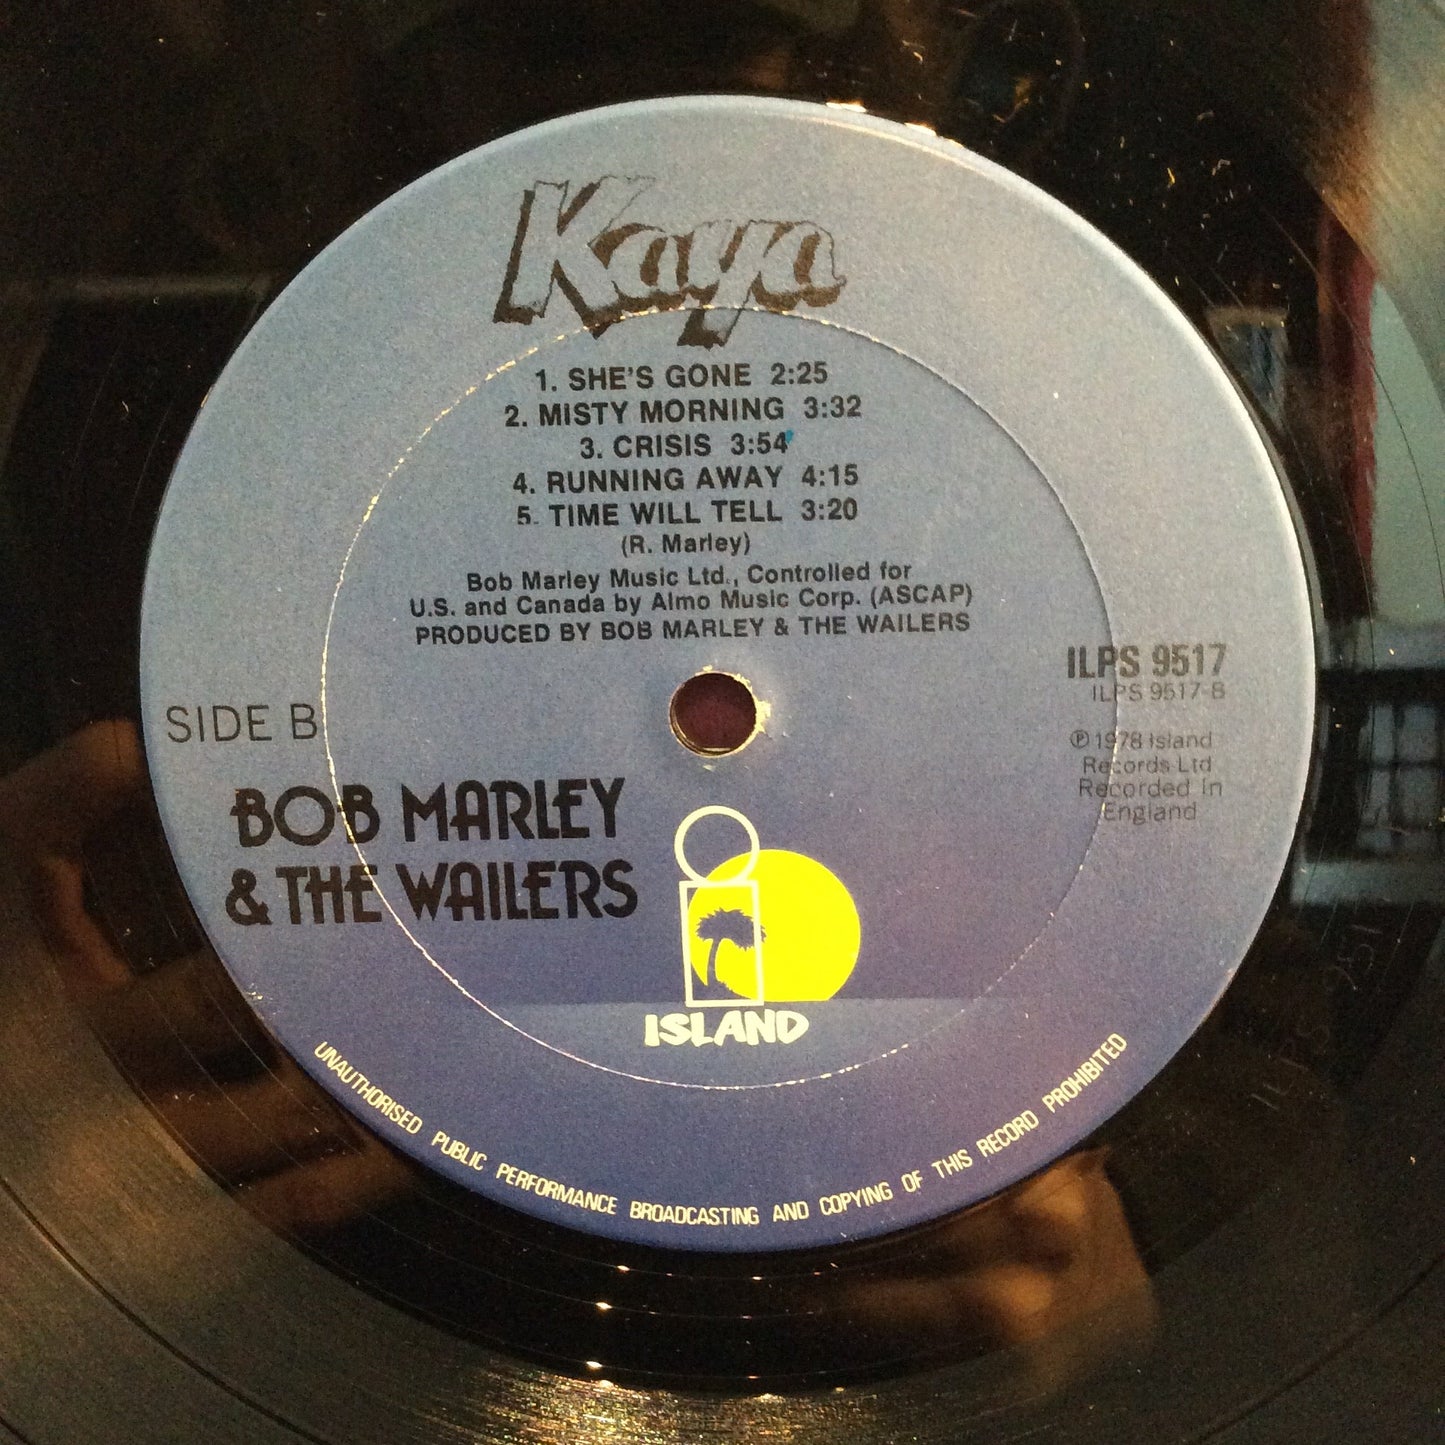 Kaya
1. SHE'S GONE 2:25
2. MISTY MORNING 3:32
3. CRISIS 3:54
4. RUNNING AWAY 4:15
5. TIME WILL TELL 3:20
(R. Marley)
Bob Marley Music Ltd., Controlled for
U.S. and Canada by Almo Music Corp. (ASCAP)
PRODUCED BY BOB MARLEY & THE WAILERS
ILPS 9517
ILPS 9517-B
SIDE B
℗ 1978 Island
Records Ltd
Recorded in
England
BOB MARLEY
& THE WAILERS
ISLAND
UNAUTHORISED PUBLIC PERFORMANCE BROADCASTING AND COPYING OF THIS RECORD PROHIBITED